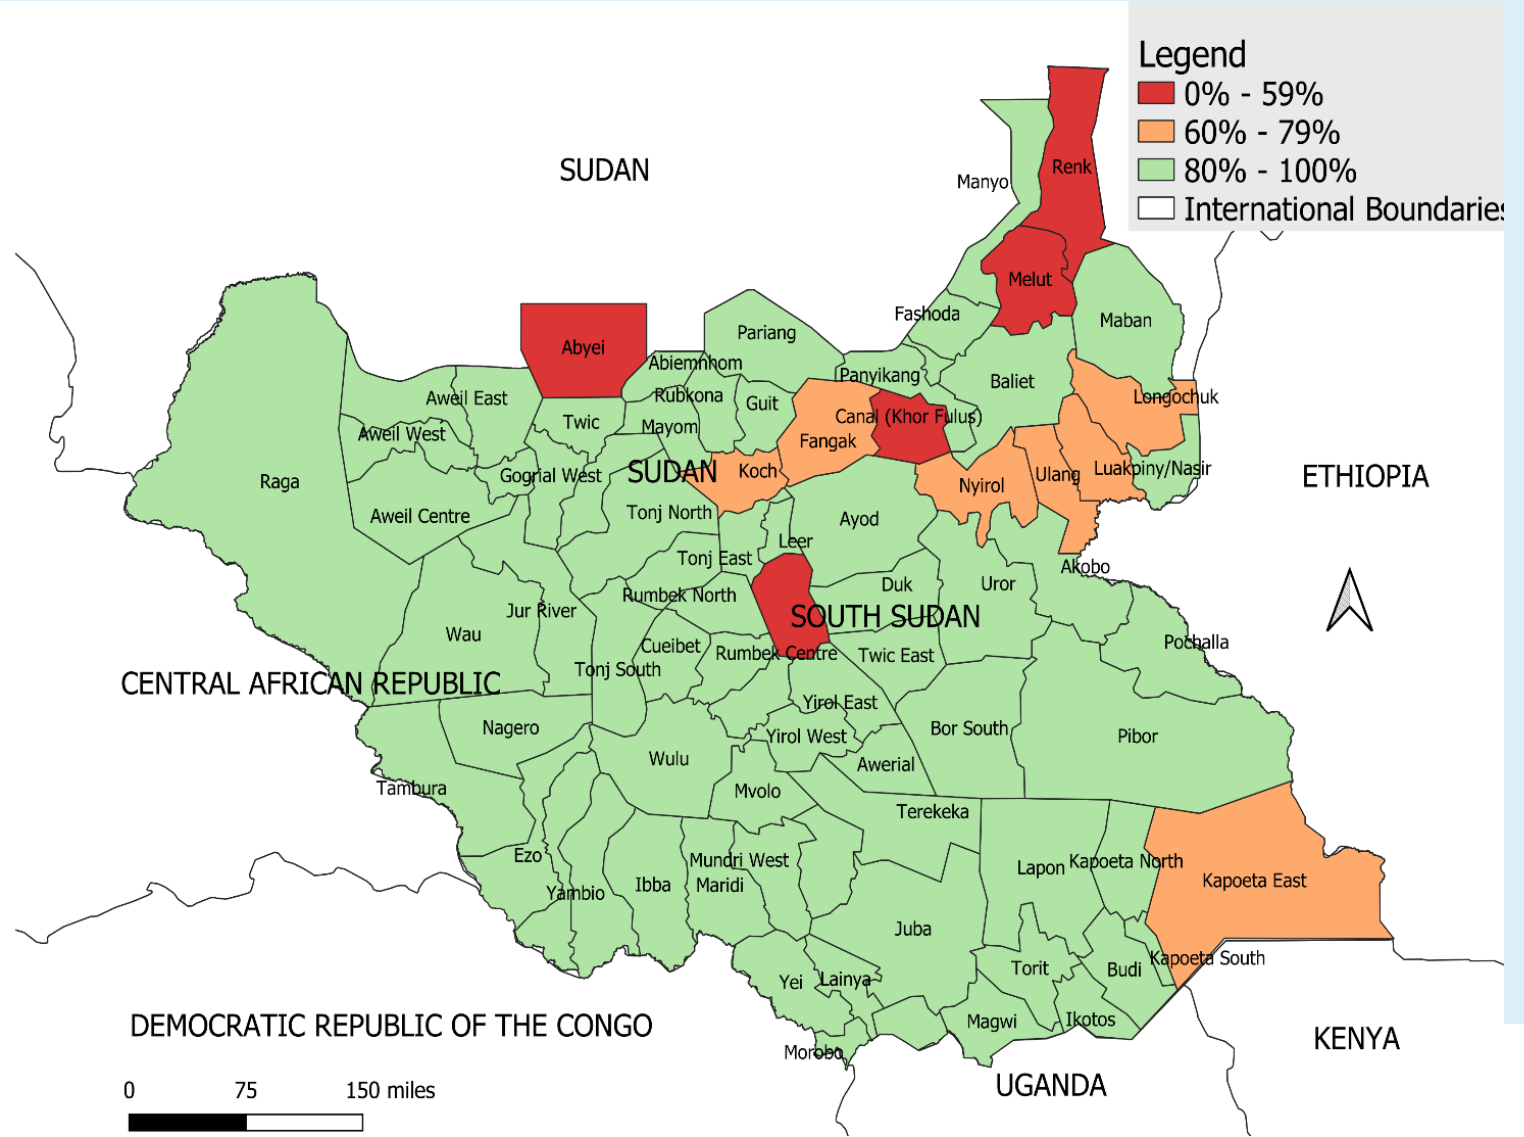 Legend
0% - 59%
60% - 79%
80% - 100%
International Boundaries
SUDAN
Renk
Manyo
Melut
Fashoda
Maban
Abyei
Pariang
Abiemnhom
Panyikang
Baliet
Aweil East
Rubkona
Guit
Longochuk
Twic
Mayom
Canal (Khor Fulus)
Aweil West
Fangak
SUDAN
Koch
Raga
Gogrial West
Nyirol
Ulang
Luakpiny/Nasir
ETHIOPIA
Aweil Centre
Tonj North
Ayod
Leer
Tonj East
Akobo
Duk
Uror
Rumbek North
Jur River
SOUTH SUDAN
Wau
Cueibet
Rumbek Centre
Twic East
Pochalla
Tonj South
CENTRAL AFRICAN REPUBLIC
Yirol East
Nagero
Yirol West
Bor South
Pibor
Wulu
Awerial
Tambura
Mvolo
Terekeka
Ezo
Mundri West
Lapon
Kapoeta North
Yambio
Ibba
Maridi
Kapoeta East
Juba
Kapoeta South
Yei
Lainya
Torit
Budi
Magwi
Ikotos
DEMOCRATIC REPUBLIC OF THE CONGO
Morobo
KENYA
UGANDA
0 75 150 miles